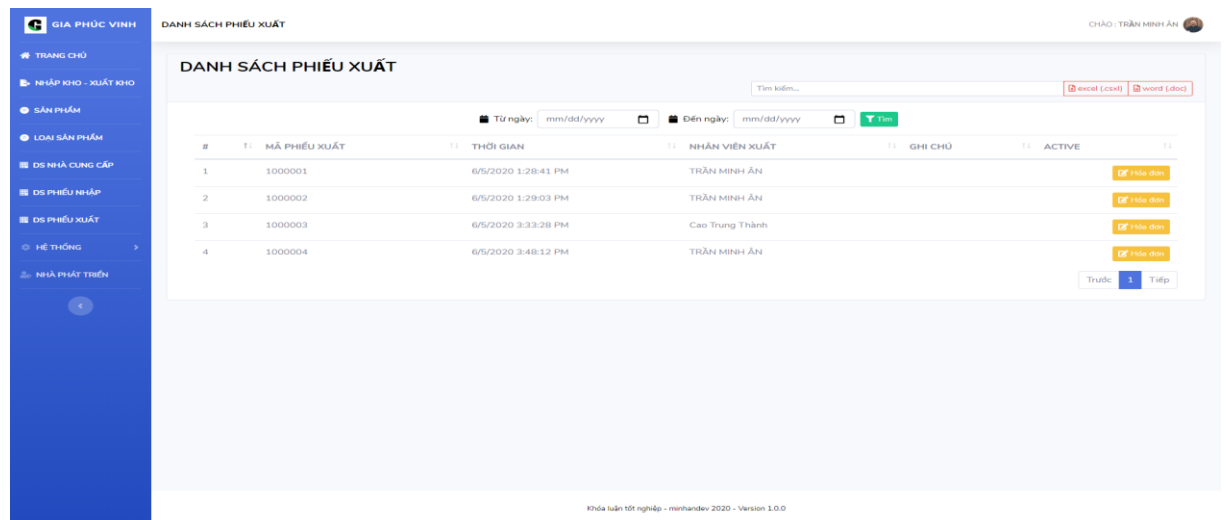 GIA PHÚC VINH
DANH SÁCH PHIẾU XUẤT
CHÀO : TRẦN MINH ÂN
TRANG CHỦ
NHẬP KHO - XUẤT KHO
SẢN PHẨM
LOẠI SẢN PHẨM
DS NHÀ CUNG CẤP
DS PHIẾU NHẬP
DS PHIẾU XUẤT
HỆ THỐNG
NHÀ PHÁT TRIỂN
DANH SÁCH PHIẾU XUẤT
Tìm kiếm...
excel (.csxl) word (.doc)
Từ ngày: mm/dd/yyyy Đến ngày: mm/dd/yyyy Tìm
# MÃ PHIẾU XUẤT THỜI GIAN NHÂN VIÊN XUẤT GHI CHÚ ACTIVE
1 1000001 6/5/2020 1:28:41 PM TRẦN MINH ÂN Hóa đơn
2 1000002 6/5/2020 1:29:03 PM TRẦN MINH ÂN Hóa đơn
3 1000003 6/5/2020 3:33:28 PM Cao Trung Thành Hóa đơn
4 1000004 6/5/2020 3:48:12 PM TRẦN MINH ÂN Hóa đơn
Trước 1 Tiếp
Khóa luận tốt nghiệp - minhandev 2020 - Version 1.0.0